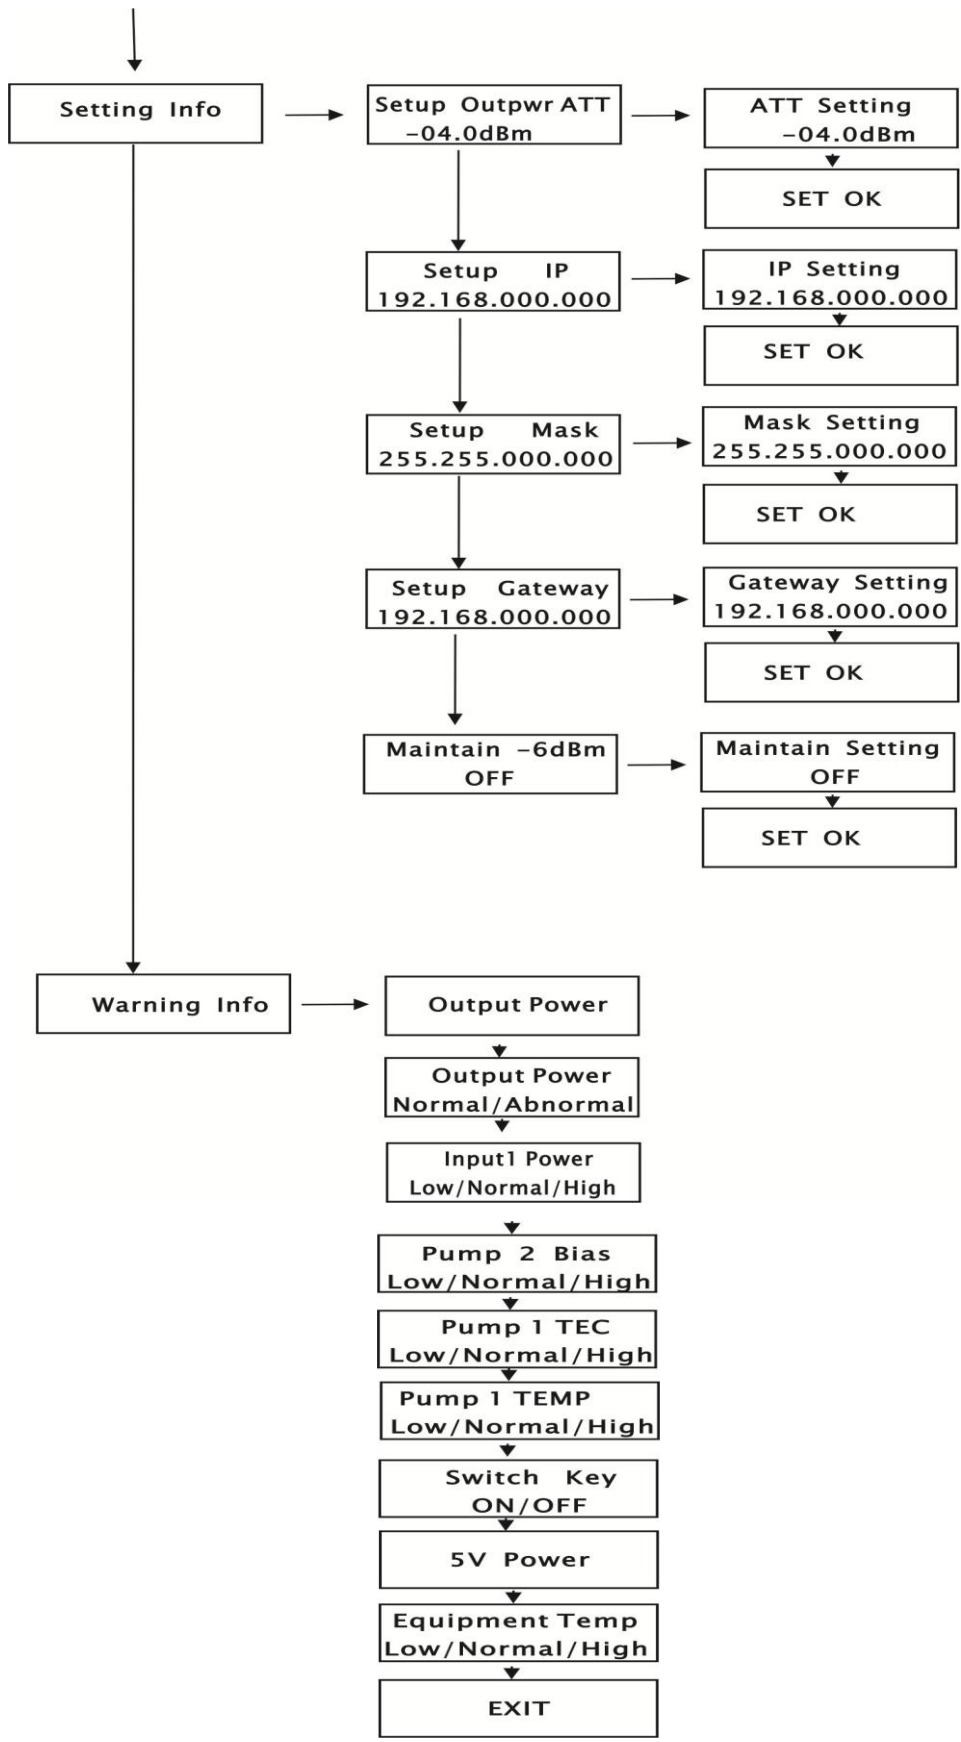 Setting Info
Setup Outpwr ATT
-04.0dBm
ATT Setting
-04.0dBm
SET OK
Setup IP
192.168.000.000
IP Setting
192.168.000.000
SET OK
Setup Mask
255.255.000.000
Mask Setting
255.255.000.000
SET OK
Setup Gateway
192.168.000.000
Gateway Setting
192.168.000.000
SET OK
Maintain -6dBm
OFF
Maintain Setting
OFF
SET OK
Warning Info
Output Power
Output Power
Normal/Abnormal
Input1 Power
Low/Normal/High
Pump 2 Bias
Low/Normal/High
Pump 1 TEC
Low/Normal/High
Pump 1 TEMP
Low/Normal/High
Switch Key
ON/OFF
5V Power
Equipment Temp
Low/Normal/High
EXIT